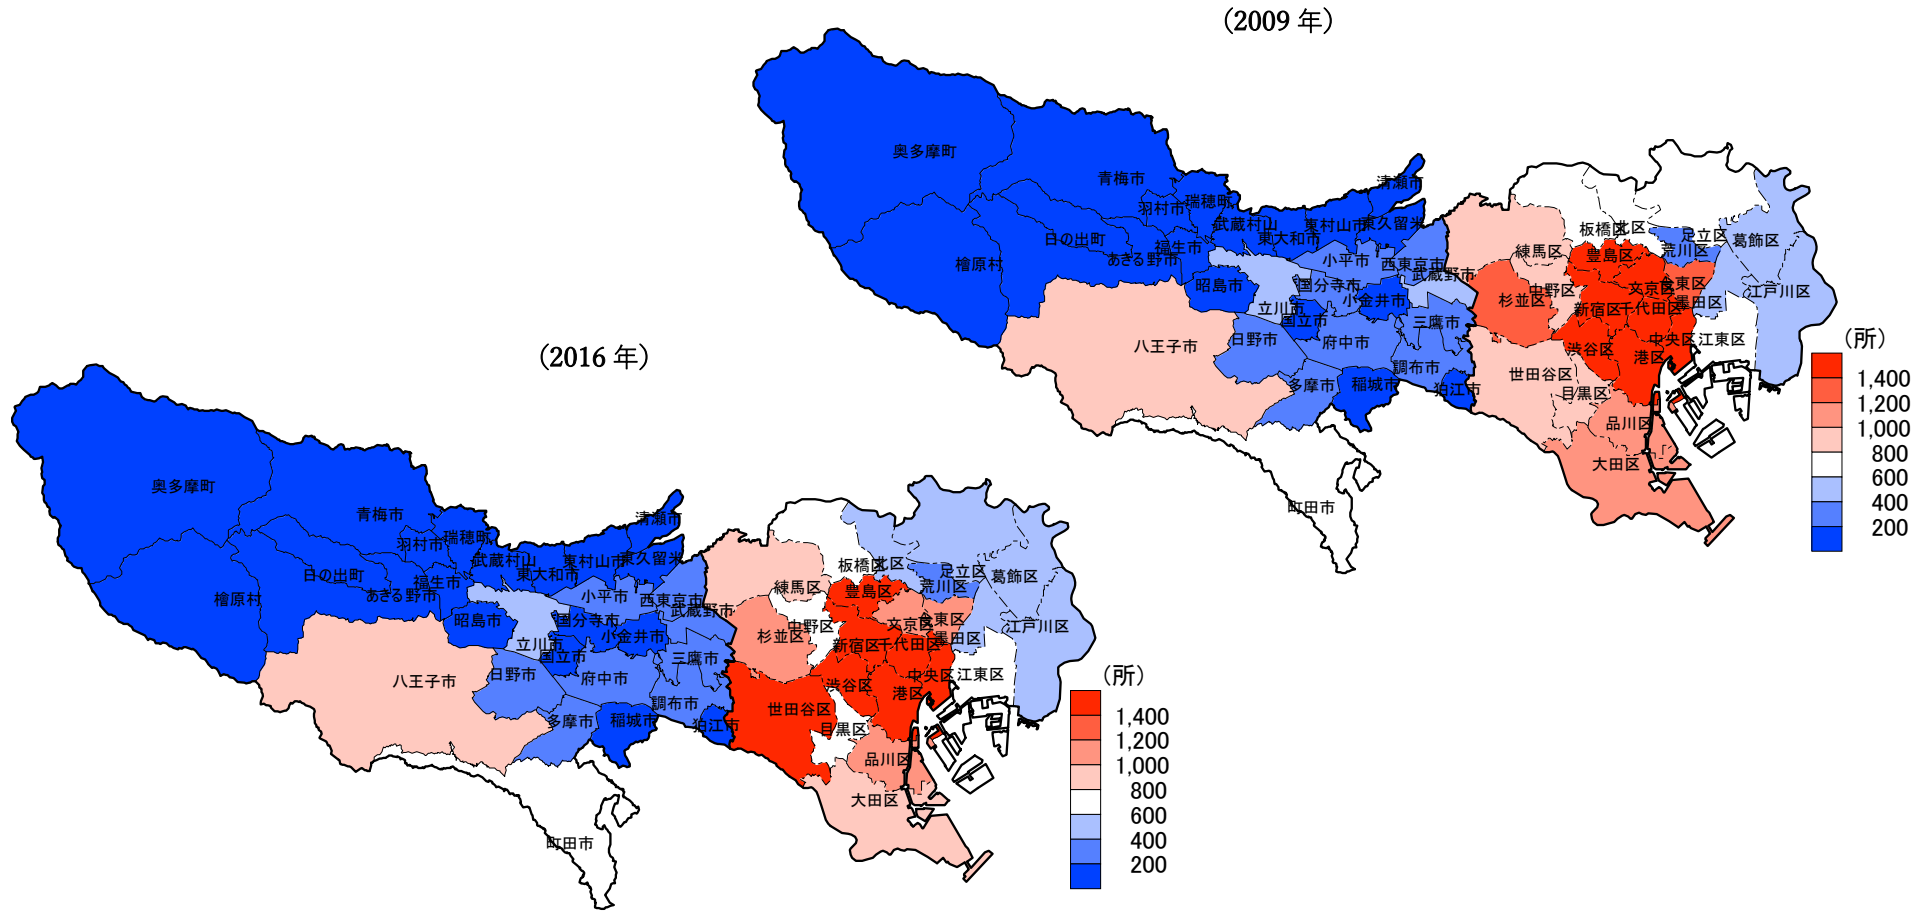 （2009 年）
奥多摩町
青梅市
清瀬市
羽村市
瑞穂町
武蔵村山
東村山市
東久留米
日の出町
福生市
東大和市
あきる野市
檜原村
昭島市
小平市
西東京市
武蔵野市
国分寺市
小金井市
立川市
国立市
三鷹市
日野市
府中市
八王子市
調布市
多摩市
稲城市
狛江市
町田市
板橋区
北区
足立区
葛飾区
荒川区
練馬区
豊島区
中野区
杉並区
文京区
台東区
墨田区
江戸川区
新宿区
千代田区
渋谷区
港区
中央区
江東区
世田谷区
目黒区
品川区
大田区
（所）
1,400
1,200
1,000
800
600
400
200
（2016 年）
奥多摩町
青梅市
清瀬市
羽村市
瑞穂町
武蔵村山
東村山市
東久留米
日の出町
福生市
東大和市
あきる野市
檜原村
昭島市
小平市
西東京市
武蔵野市
国分寺市
小金井市
立川市
国立市
三鷹市
日野市
府中市
八王子市
調布市
多摩市
稲城市
狛江市
町田市
板橋区
北区
足立区
葛飾区
荒川区
練馬区
豊島区
中野区
杉並区
文京区
台東区
墨田区
江戸川区
新宿区
千代田区
渋谷区
港区
中央区
江東区
世田谷区
目黒区
品川区
大田区
（所）
1,400
1,200
1,000
800
600
400
200